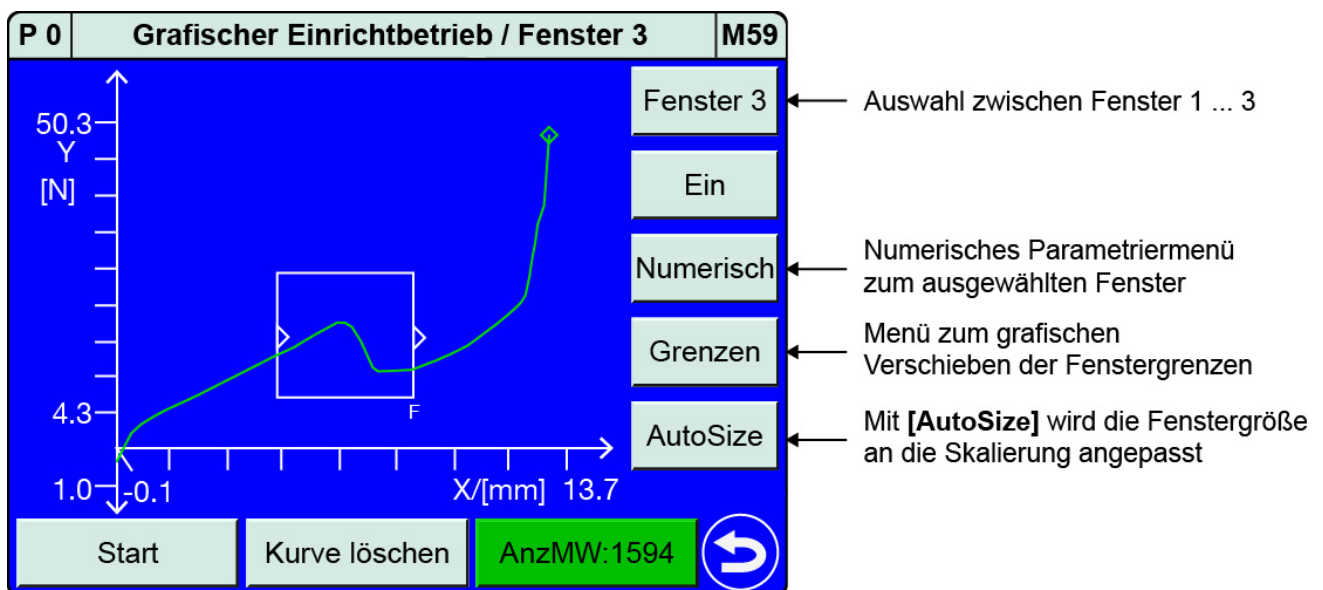 P 0
Grafischer Einrichtbetrieb / Fenster 3
M59
50.3
Y
[N]
4.3
1.0
-0.1
X/[mm]
13.7
F
Fenster 3
Ein
Numerisch
Grenzen
AutoSize
Start
Kurve löschen
AnzMW:1594
Auswahl zwischen Fenster 1 ... 3
Numerisches Parametriermenü
zum ausgewählten Fenster
Menü zum grafischen
Verschieben der Fenstergrenzen
Mit [AutoSize] wird die Fenstergröße
an die Skalierung angepasst